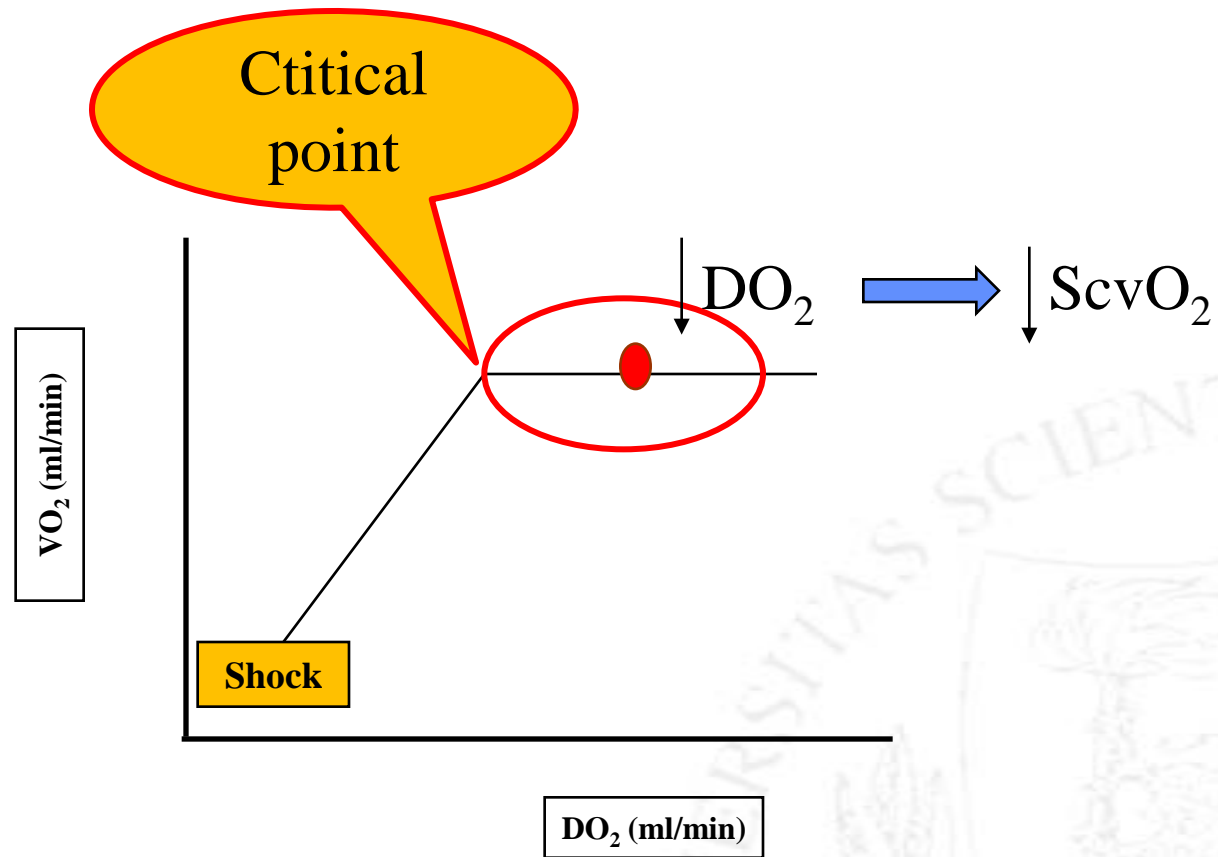 Ctitical
point
↓ DO₂ → ↓ ScvO₂
VO₂ (ml/min)
Shock
DO₂ (ml/min)